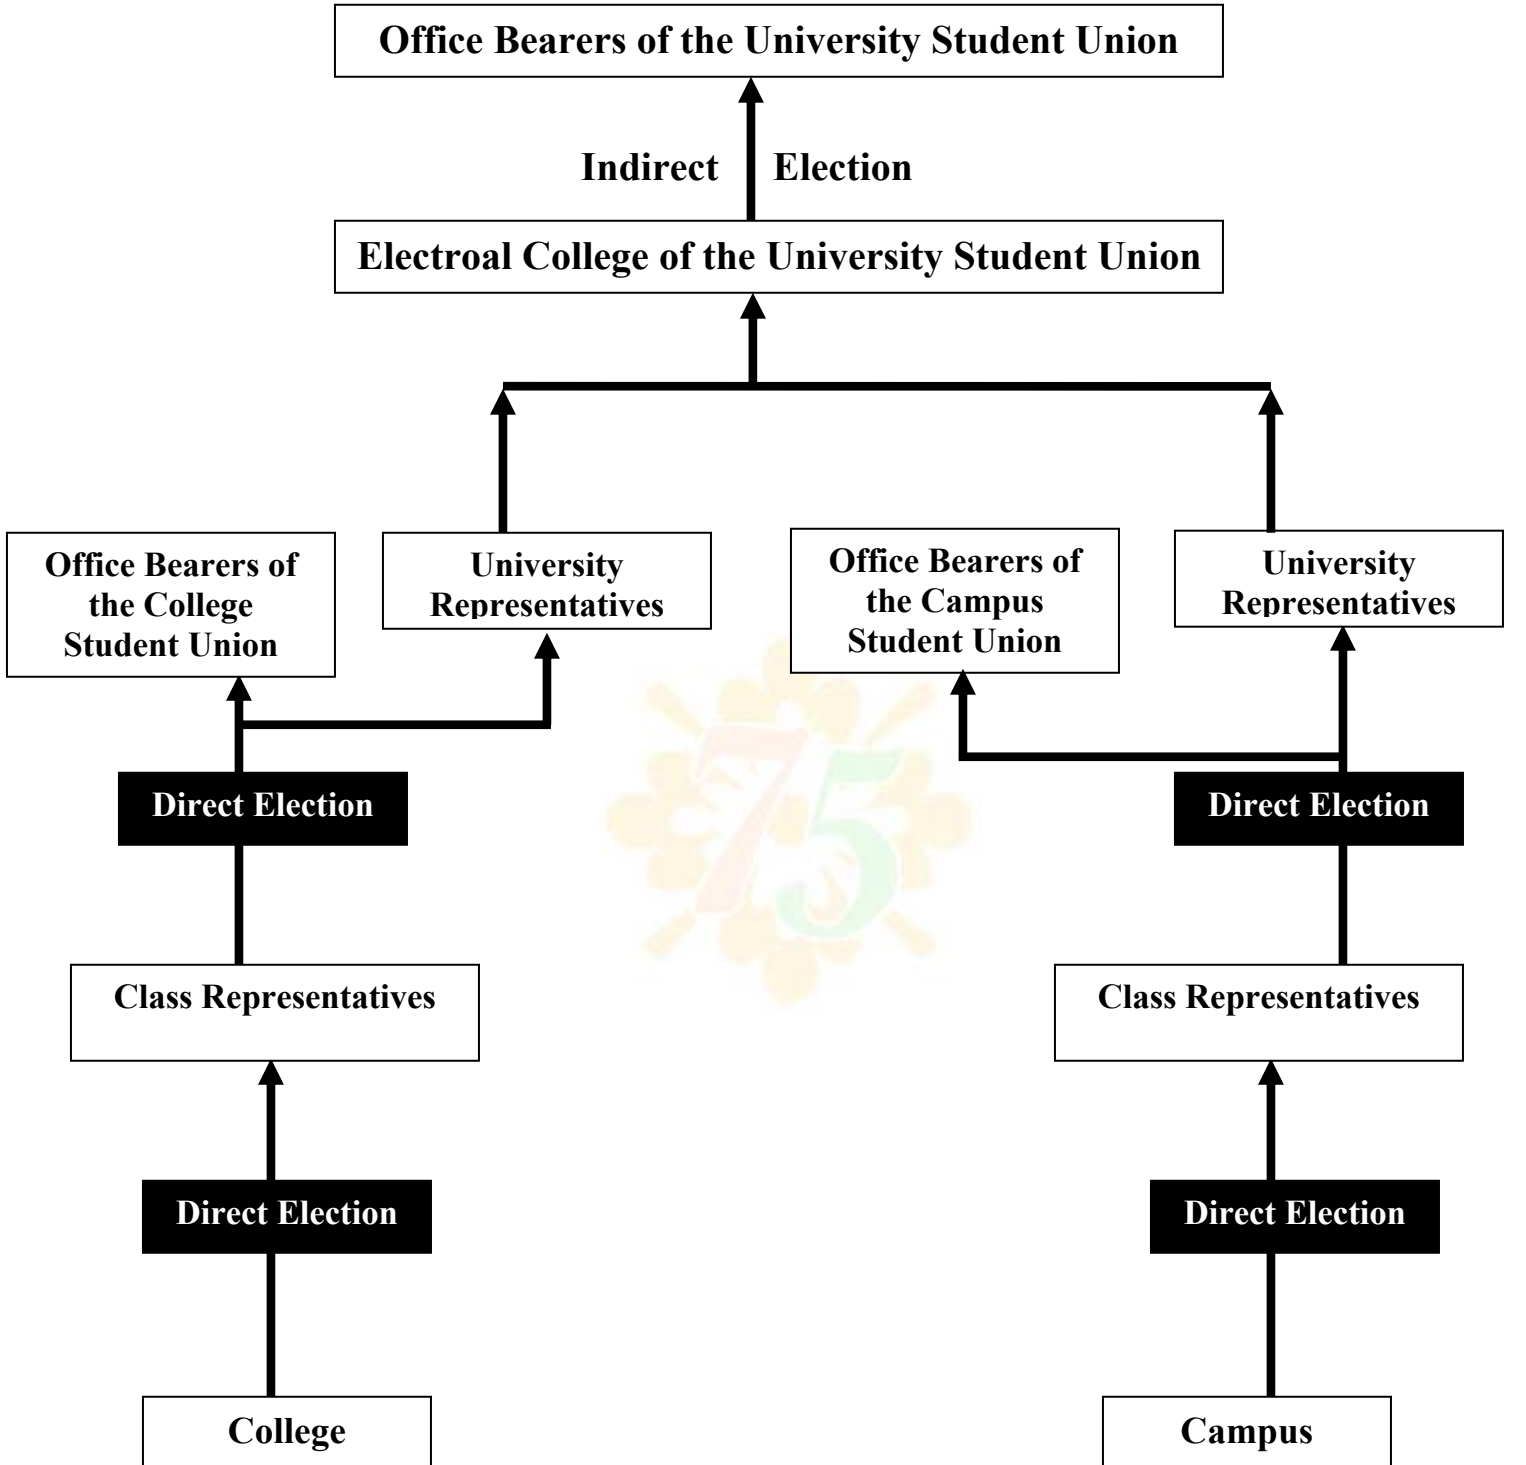 Office Bearers of the University Student Union
Indirect Election
Electroal College of the University Student Union
Office Bearers of
the College
Student Union
University
Representatives
Office Bearers of
the Campus
Student Union
University
Representatives
75
Direct Election
Direct Election
Class Representatives
Class Representatives
Direct Election
Direct Election
College
Campus